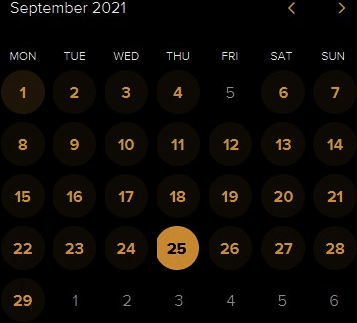 September 2021
MON TUE WED THU FRI SAT SUN
1 2 3 4 5 6 7
8 9 10 11 12 13 14
15 16 17 18 19 20 21
22 23 24 25 26 27 28
29 1 2 3 4 5 6